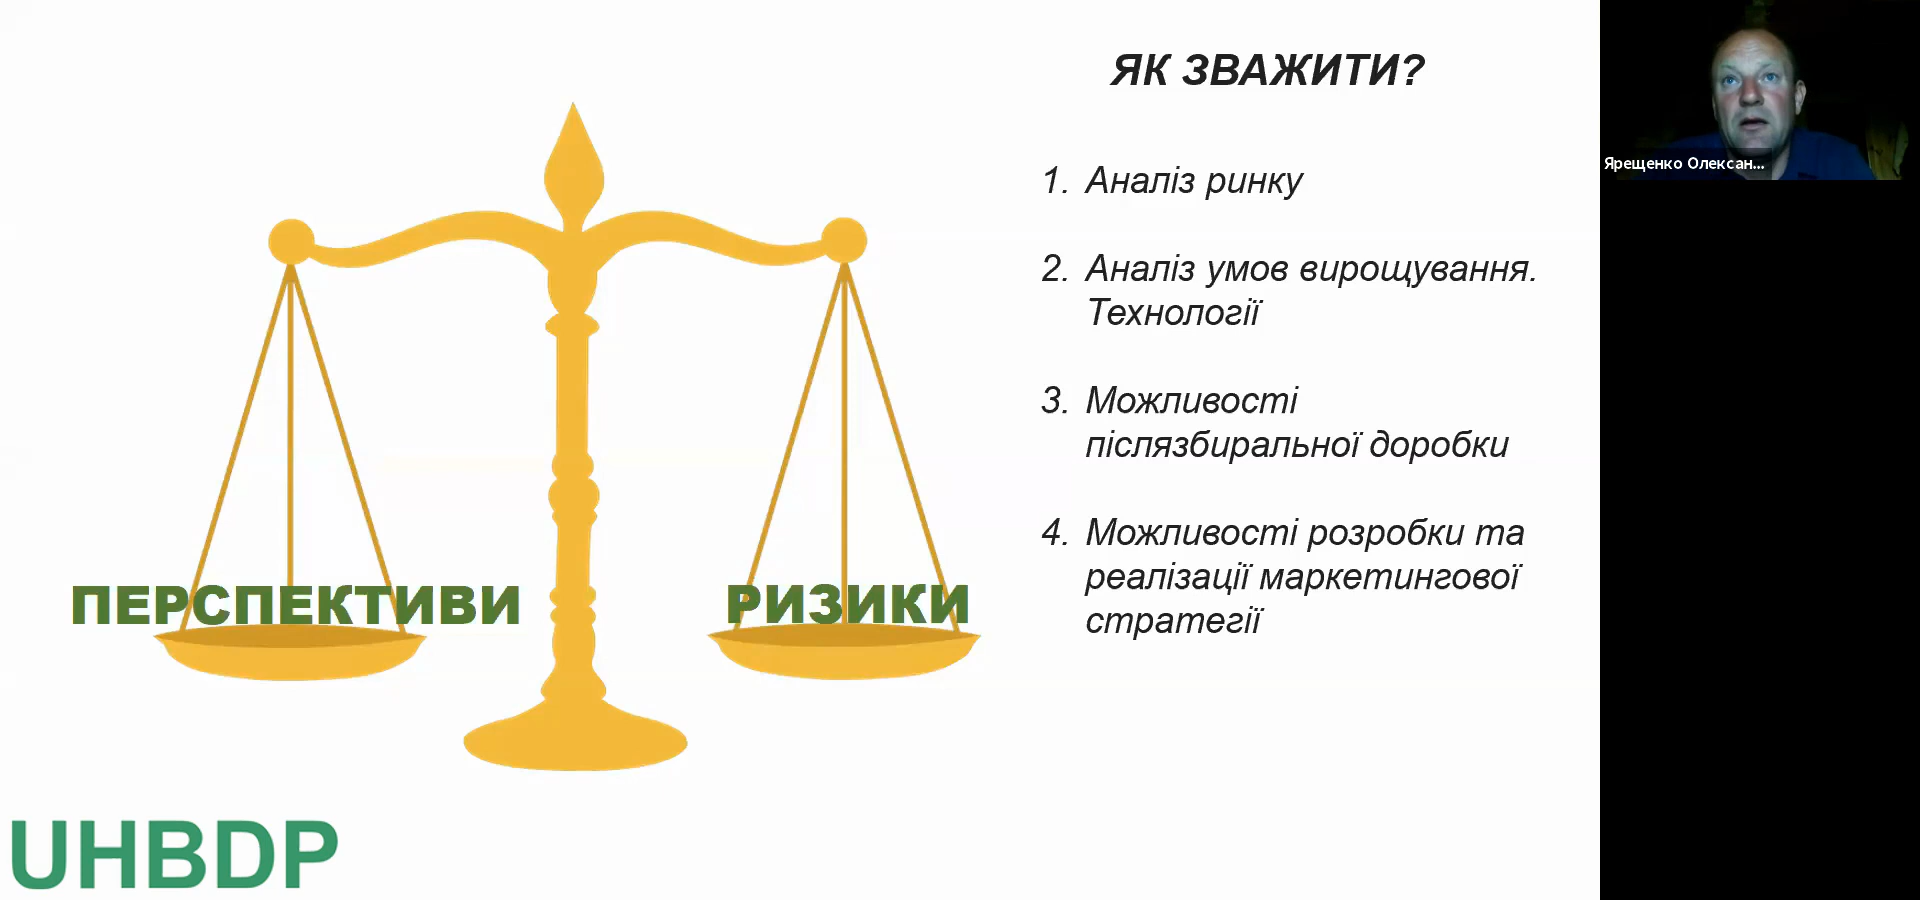 ЯК ЗВАЖИТИ?
1. Аналіз ринку
2. Аналіз умов вирощування.
Технології
3. Можливості
післязбиральної доробки
4. Можливості розробки та
реалізації маркетингової
стратегії
ПЕРСПЕКТИВИ
РИЗИКИ
UHBDP
Ярещенко Олексан...